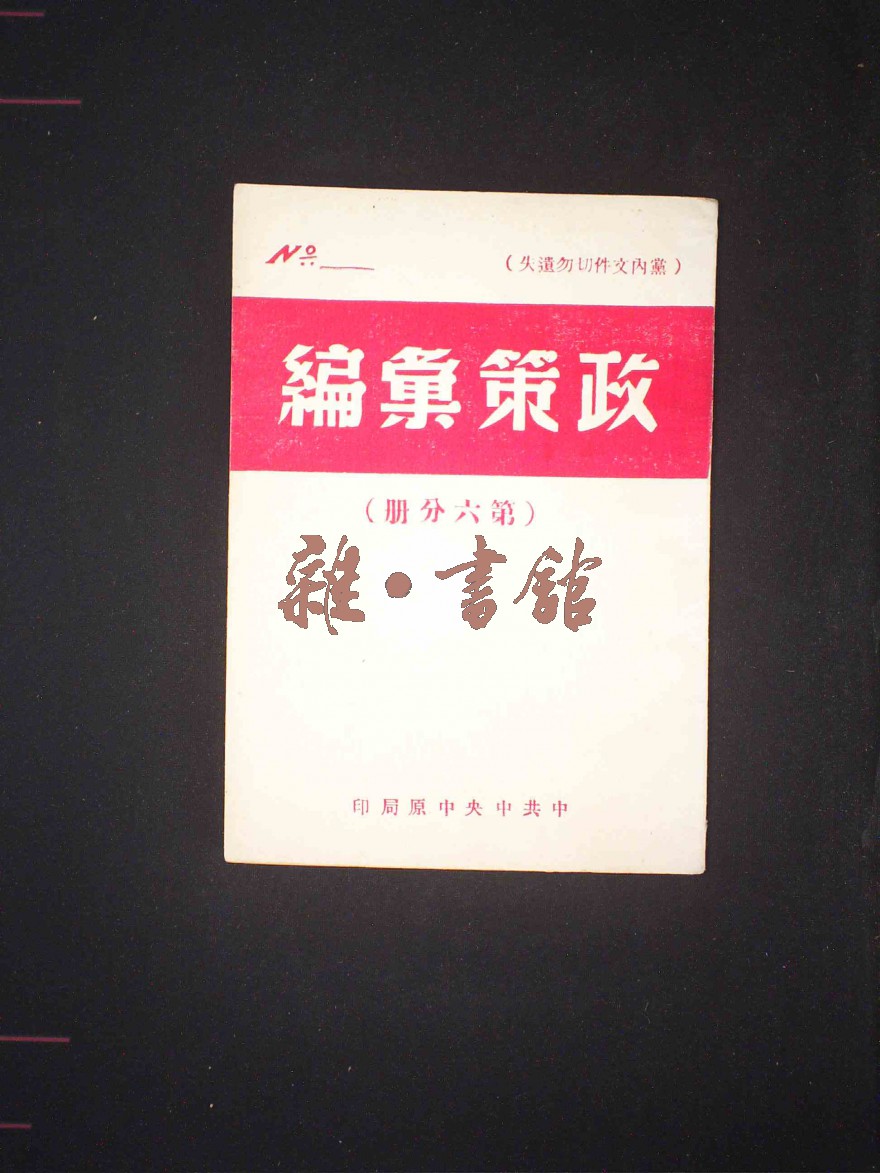 （黨內文件切勿遺失）
№
政策彙編
（第六分册）
雜·書館
中共中央中原局印